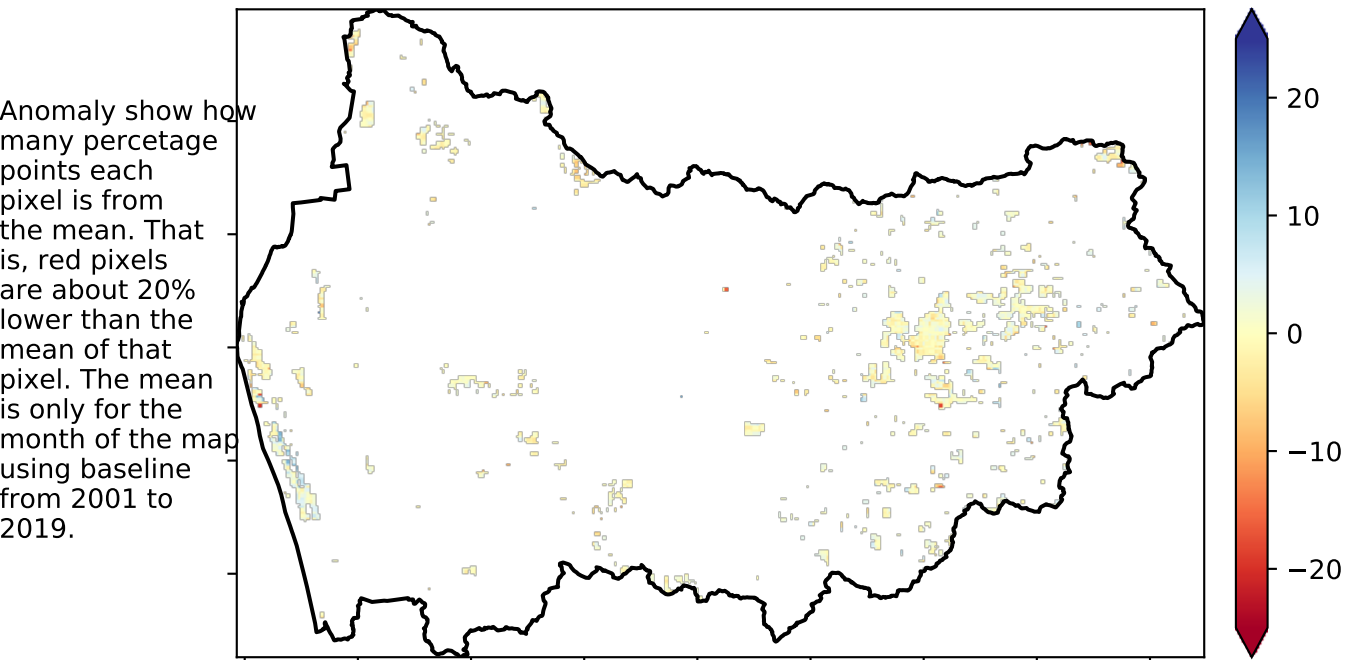 Anomaly show how
many percetage
points each
pixel is from
the mean. That
is, red pixels
are about 20%
lower than the
mean of that
pixel. The mean
is only for the
month of the map
using baseline
from 2001 to
2019.
20
10
0
−10
−20